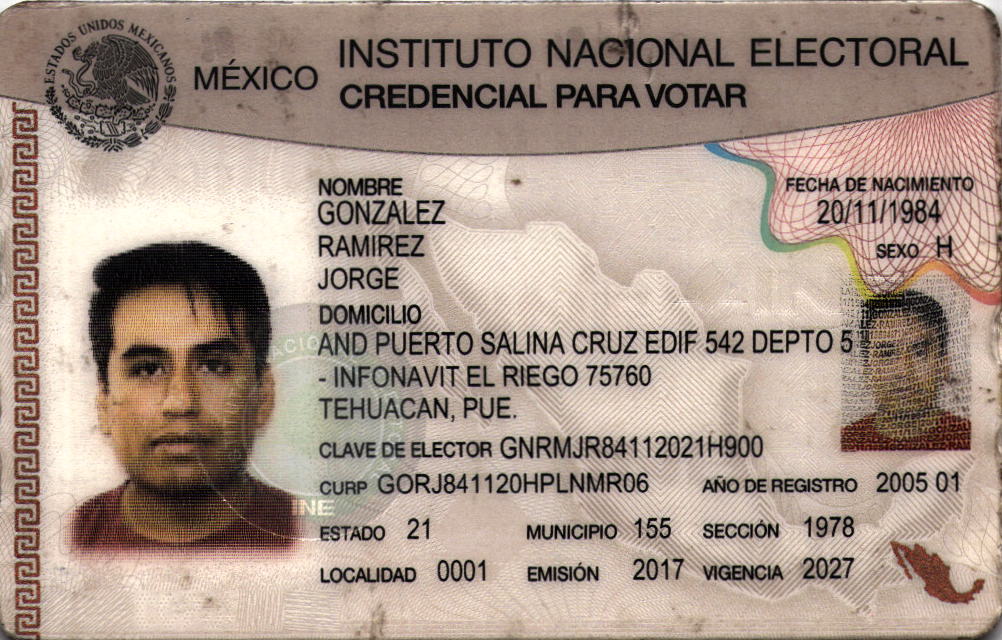 ESTADOS UNIDOS MEXICANOS
MÉXICO
INSTITUTO NACIONAL ELECTORAL
CREDENCIAL PARA VOTAR
NOMBRE
GONZALEZ
RAMIREZ
JORGE
FECHA DE NACIMIENTO
20/11/1984
SEXO H
DOMICILIO
AND PUERTO SALINA CRUZ EDIF 542 DEPTO 5
- INFONAVIT EL RIEGO 75760
TEHUACAN, PUE.
CLAVE DE ELECTOR GNRMJR84112021H900
CURP GORJ841120HPLNMR06 AÑO DE REGISTRO 2005 01
ESTADO 21 MUNICIPIO 155 SECCIÓN 1978
LOCALIDAD 0001 EMISIÓN 2017 VIGENCIA 2027
INE